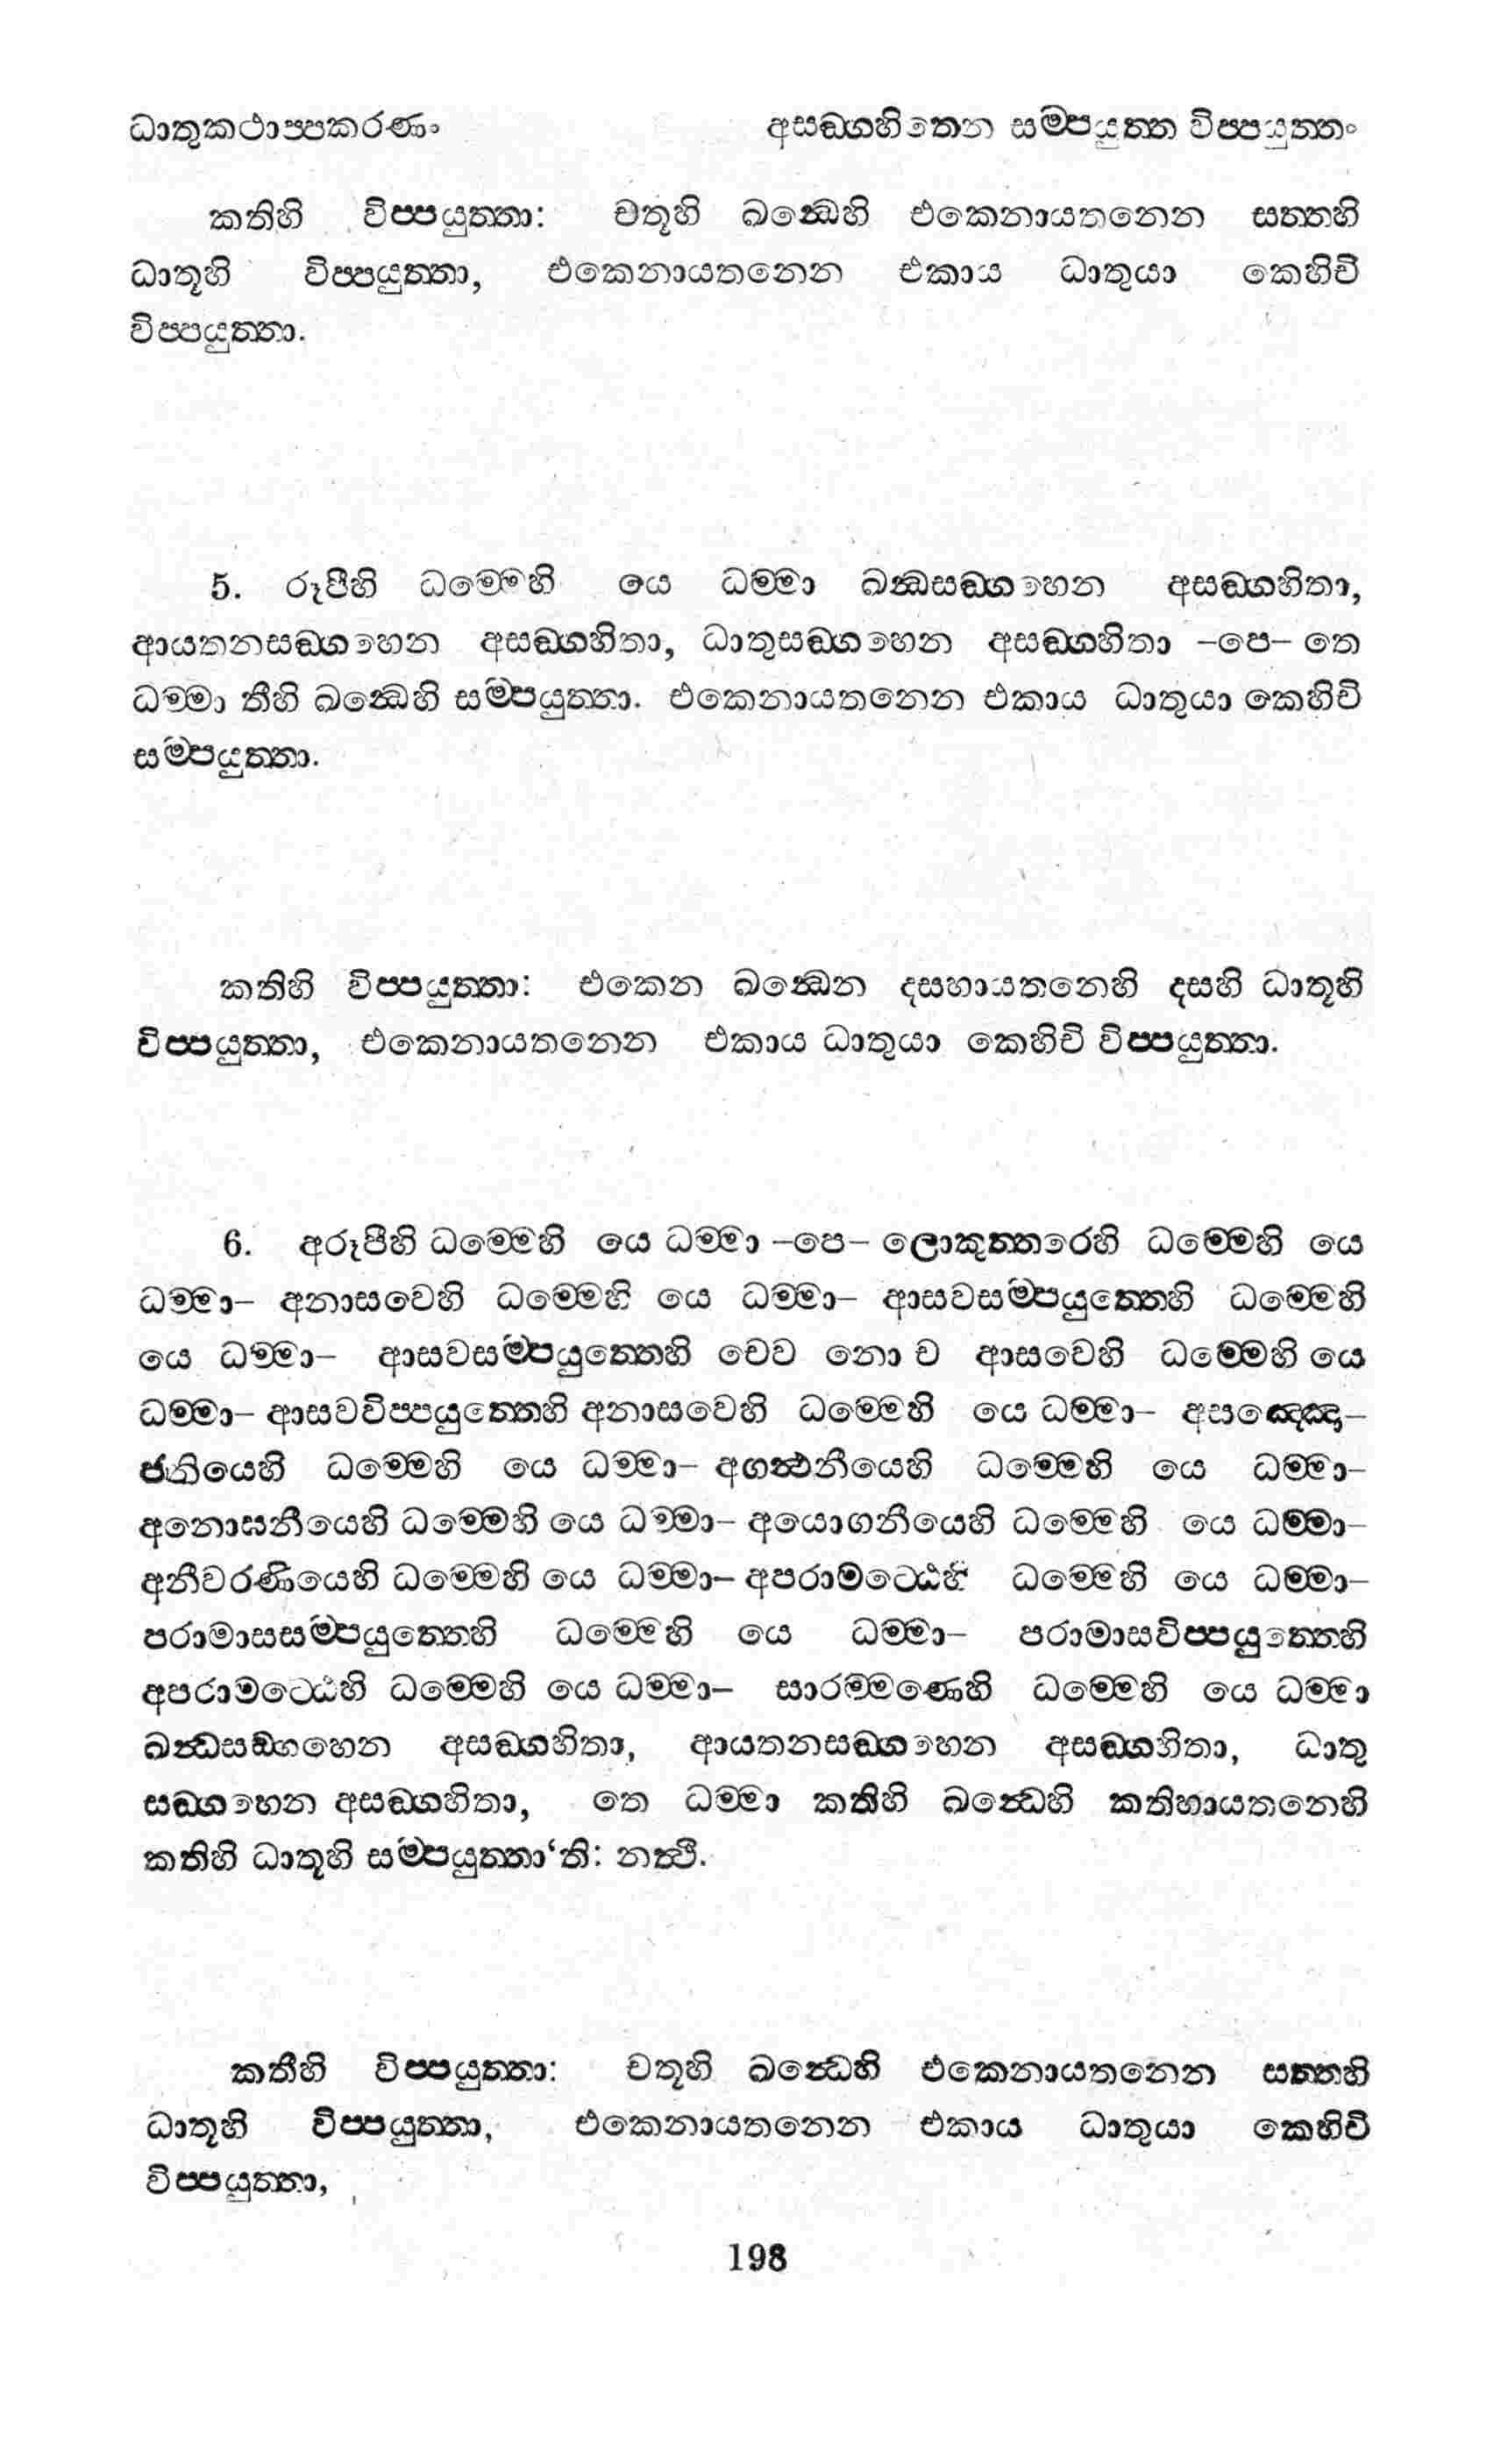 ධාතුකථාප්පකරණං අසඞ්ගහිතෙන සම්පයුත්ත විප්පයුත්තං
කතිහි විප්පයුත්තා: චතූහි ඛන්ධෙහි එකෙනායතනෙන සත්තහි
ධාතූහි විප්පයුත්තා, එකෙනායතනෙන එකාය ධාතුයා කෙහිචි
විප්පයුත්තා.
5. රූපීහි ධම්මෙහි යෙ ධම්මා ඛන්ධසඞ්ගහෙන අසඞ්ගහිතා,
ආයතනසඞ්ගහෙන අසඞ්ගහිතා, ධාතුසඞ්ගහෙන අසඞ්ගහිතා –පෙ– තෙ
ධම්මා තීහි ඛන්ධෙහි සම්පයුත්තා. එකෙනායතනෙන එකාය ධාතුයා කෙහිචි
සම්පයුත්තා.
කතිහි විප්පයුත්තා: එකෙන ඛන්ධෙන දසහායතනෙහි දසහි ධාතූහි
විප්පයුත්තා, එකෙනායතනෙන එකාය ධාතුයා කෙහිචි විප්පයුත්තා.
6. අරූපීහි ධම්මෙහි යෙ ධම්මා –පෙ– ලොකුත්තරෙහි ධම්මෙහි යෙ
ධම්මා– අනාසවෙහි ධම්මෙහි යෙ ධම්මා– ආසවසම්පයුත්තෙහි ධම්මෙහි
යෙ ධම්මා– ආසවසම්පයුත්තෙහි චෙව නො ච ආසවෙහි ධම්මෙහි යෙ
ධම්මා– ආසවවිප්පයුත්තෙහි අනාසවෙහි ධම්මෙහි යෙ ධම්මා– අසඤ්ඤො–
ජනියෙහි ධම්මෙහි යෙ ධම්මා– අගන්ථනීයෙහි ධම්මෙහි යෙ ධම්මා–
අනොඝනීයෙහි ධම්මෙහි යෙ ධම්මා– අයොගනීයෙහි ධම්මෙහි යෙ ධම්මා–
අනීවරණියෙහි ධම්මෙහි යෙ ධම්මා– අපරාමට්ඨෙහි ධම්මෙහි යෙ ධම්මා–
පරාමාසසම්පයුත්තෙහි ධම්මෙහි යෙ ධම්මා– පරාමාසවිප්පයුත්තෙහි
අපරාමට්ඨෙහි ධම්මෙහි යෙ ධම්මා– සාරම්මණෙහි ධම්මෙහි යෙ ධම්මා
ඛන්ධසඞ්ගහෙන අසඞ්ගහිතා, ආයතනසඞ්ගහෙන අසඞ්ගහිතා, ධාතු
සඞ්ගහෙන අසඞ්ගහිතා, තෙ ධම්මා කතිහි ඛන්ධෙහි කතිහායතනෙහි
කතිහි ධාතූහි සම්පයුත්තා‘ති: නත්ථි.
කතීහි විප්පයුත්තා: චතූහි ඛන්ධෙහි එකෙනායතනෙන සත්තහි
ධාතූහි විප්පයුත්තා, එකෙනායතනෙන එකාය ධාතුයා කෙහිචි
විප්පයුත්තා,
198